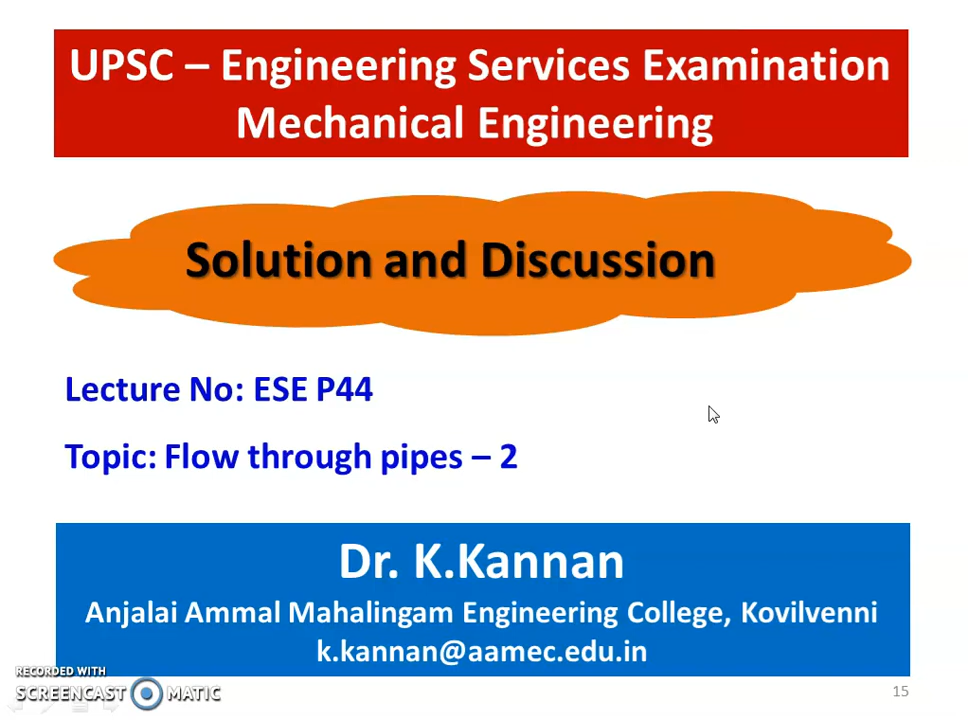 UPSC – Engineering Services Examination
Mechanical Engineering
Solution and Discussion
Lecture No: ESE P44
Topic: Flow through pipes – 2
Dr. K.Kannan
Anjalai Ammal Mahalingam Engineering College, Kovilvenni
k.kannan@aamec.edu.in
RECORDED WITH
SCREENCAST MATIC
15